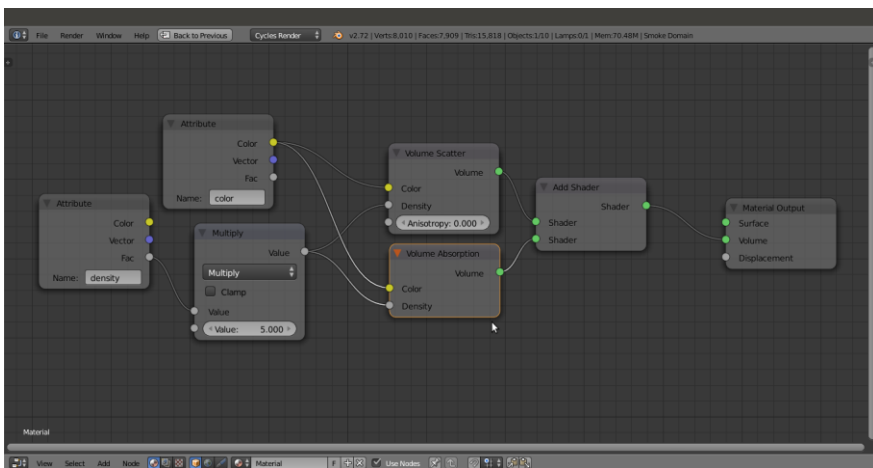 File Render Window Help Back to Previous Cycles Render v2.72 | Verts:8,010 | Faces:7,909 | Tris:15,818 | Objects:1/10 | Lamps:0/1 | Mem:70.48M | Smoke Domain
Attribute
Color
Vector
Fac
Name: color
Attribute
Color
Vector
Fac
Name: density
Multiply
Value
Multiply
Clamp
Value
Value: 5.000
Volume Scatter
Volume
Color
Density
Anisotropy: 0.000
Volume Absorption
Volume
Color
Density
Add Shader
Shader
Shader
Shader
Material Output
Surface
Volume
Displacement
Material
View Select Add Node Material F Use Nodes